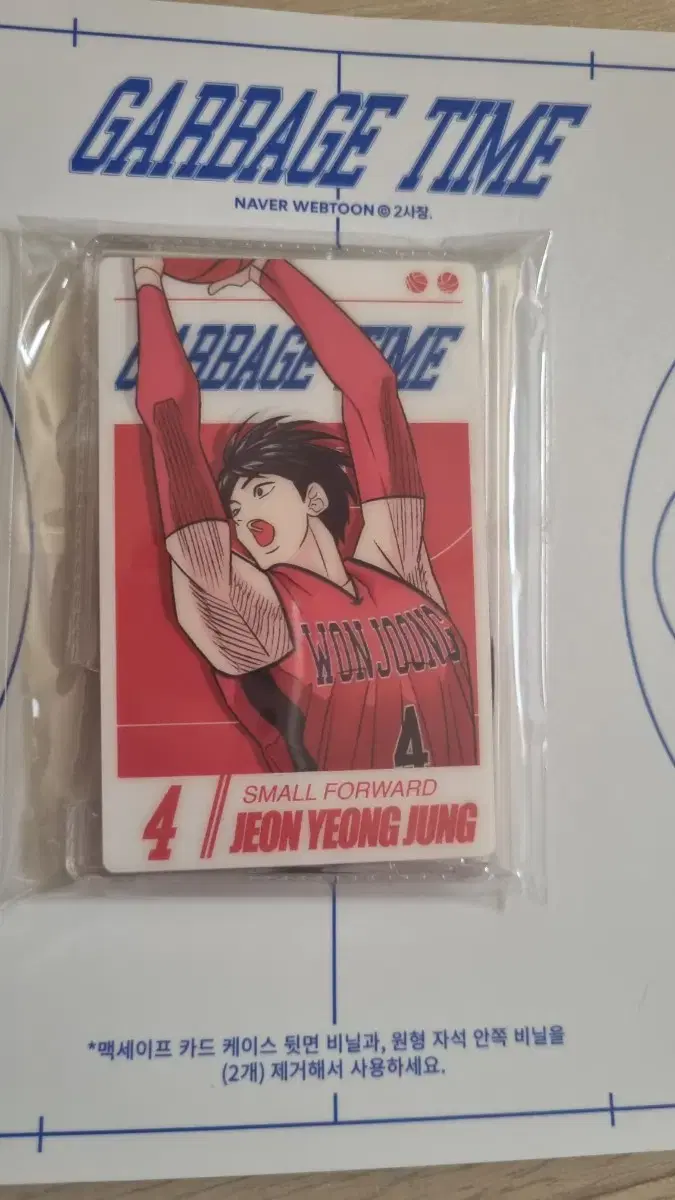 GARBAGE TIME
NAVER WEBTOON © 2사장.
GARBAGE TIME
WONJOONG
4
4 // SMALL FORWARD
JEON YEONG JUNG
*맥세이프 카드 케이스 뒷면 비닐과, 원형 자석 안쪽 비닐을
(2개) 제거해서 사용하세요.